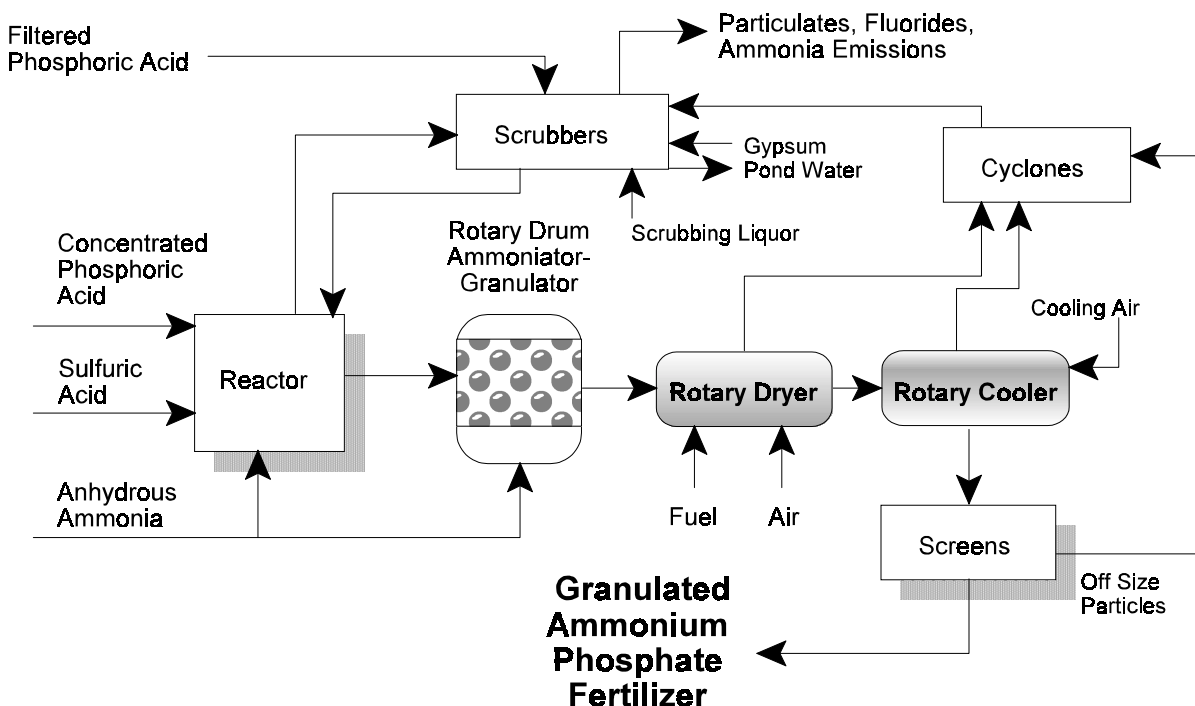 Filtered
Phosphoric Acid
Particulates, Fluorides,
Ammonia Emissions
Scrubbers
Gypsum
Pond Water
Cyclones
Scrubbing Liquor
Concentrated
Phosphoric
Acid
Rotary Drum
Ammoniator-
Granulator
Cooling Air
Sulfuric
Acid
Reactor
Rotary Dryer
Rotary Cooler
Anhydrous
Ammonia
Fuel
Air
Screens
Off Size
Particles
Granulated
Ammonium
Phosphate
Fertilizer